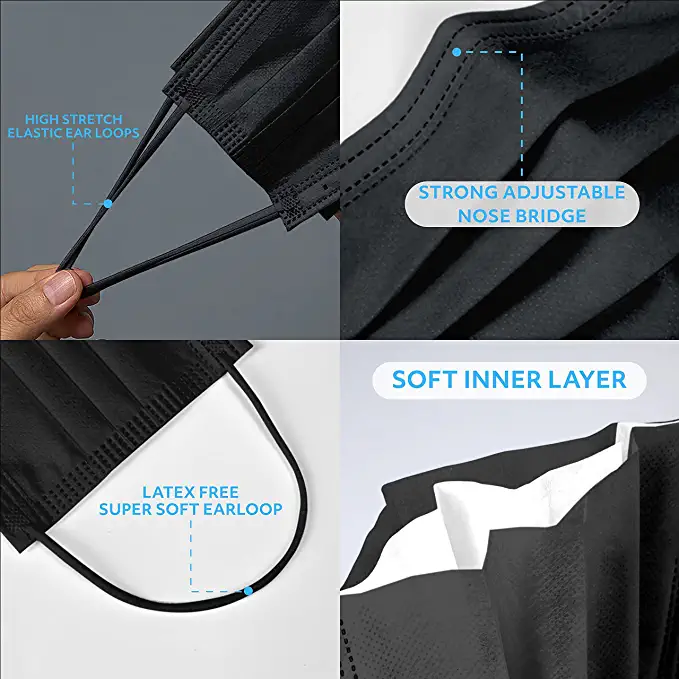 HIGH STRETCH
ELASTIC EAR LOOPS
STRONG ADJUSTABLE
NOSE BRIDGE
LATEX FREE
SUPER SOFT EARLOOP
SOFT INNER LAYER